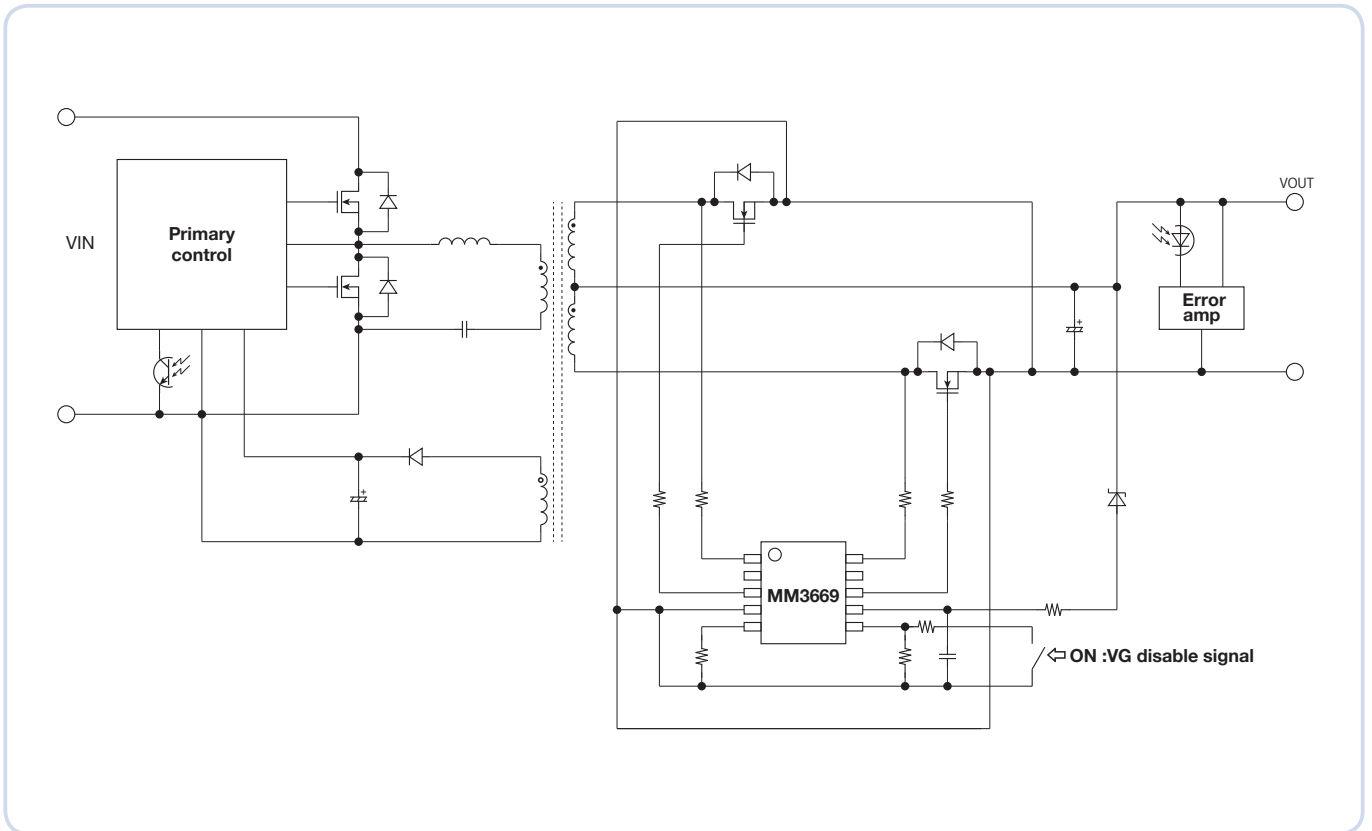 VIN
Primary
control
VOUT
Error
amp
MM3669
ON :VG disable signal